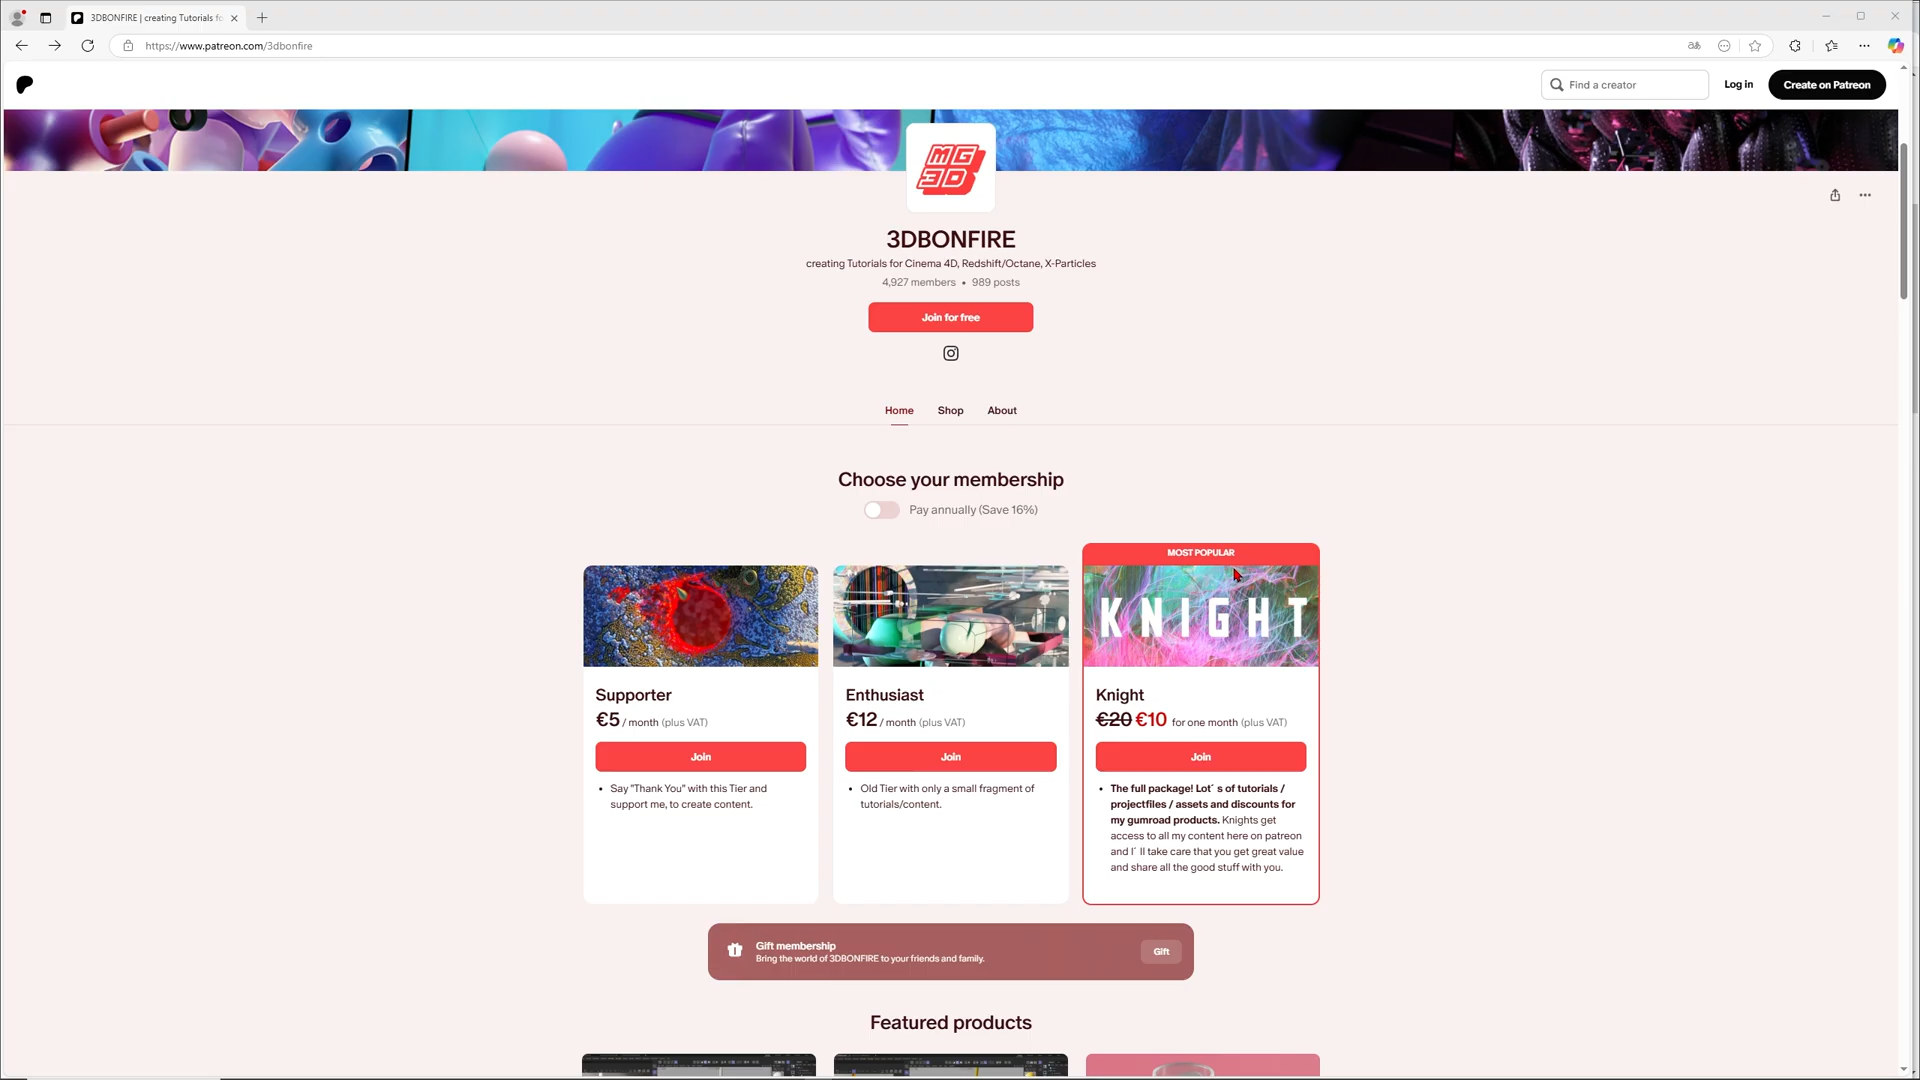 3DBONFIRE | creating Tutorials fo
https://www.patreon.com/3dbonfire
Find a creator
Log in
Create on Patreon
MG
3D
3DBONFIRE
creating Tutorials for Cinema 4D, Redshift/Octane, X-Particles
4,927 members • 989 posts
Join for free
Home
Shop
About
Choose your membership
Pay annually (Save 16%)
MOST POPULAR
KNIGHT
Supporter
€5 / month (plus VAT)
Join
• Say "Thank You" with this Tier and
support me, to create content.
Enthusiast
€12 / month (plus VAT)
Join
• Old Tier with only a small fragment of
tutorials/content.
Knight
€20 €10 for one month (plus VAT)
Join
• The full package! Lot´ s of tutorials /
projectfiles / assets and discounts for
my gumroad products. Knights get
access to all my content here on patreon
and I´ ll take care that you get great value
and share all the good stuff with you.
Gift membership
Bring the world of 3DBONFIRE to your friends and family.
Gift
Featured products